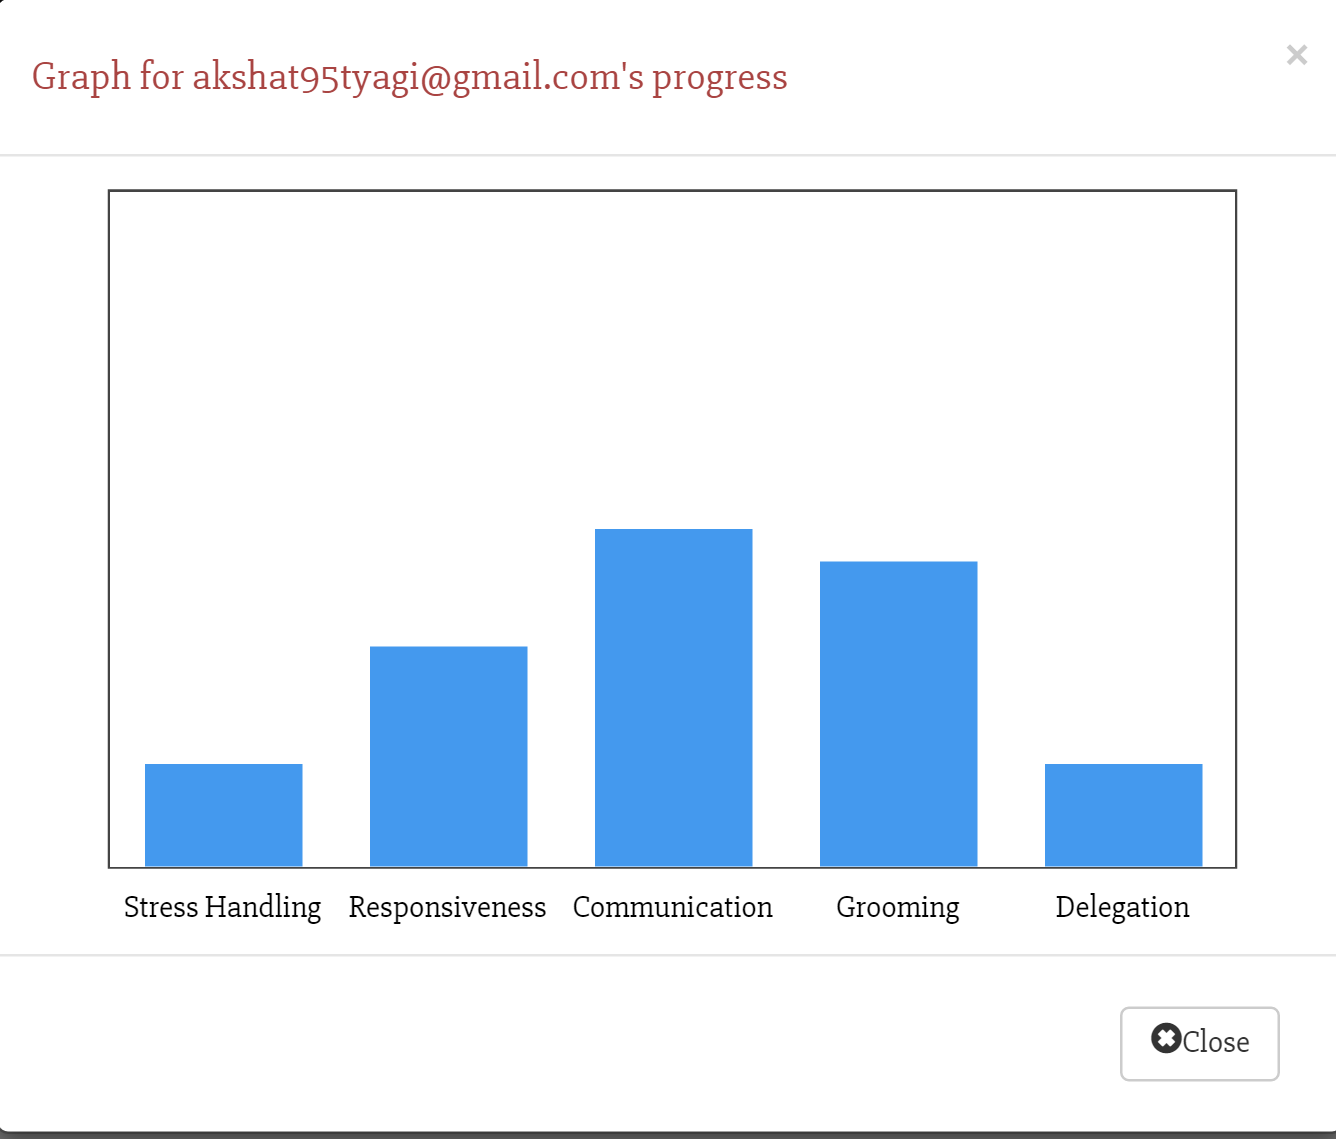 Graph for akshat95tyagi@gmail.com's progress
×
Stress Handling Responsiveness Communication Grooming Delegation
Close